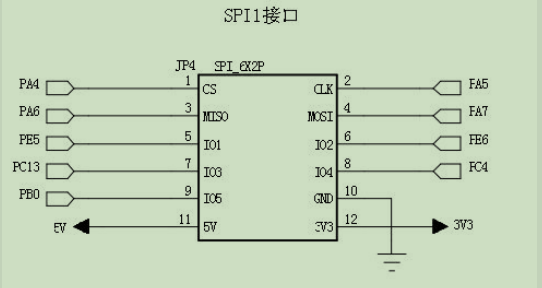 SPI1接口
JP4 SPI_6X2P
PA4 1 CS CLK 2 PA5
PA6 3 MISO MOSI 4 PA7
PE5 5 IO1 IO2 6 PE6
PC13 7 IO3 IO4 8 PC4
PB0 9 IO5 GND 10
5V 11 5V 3V3 12 3V3